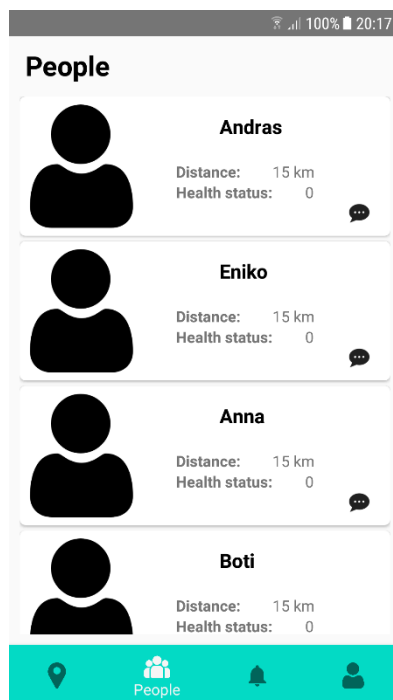 100% 20:17
People
Andras
Distance: 15 km
Health status: 0
Eniko
Distance: 15 km
Health status: 0
Anna
Distance: 15 km
Health status: 0
Boti
Distance: 15 km
Health status: 0
People